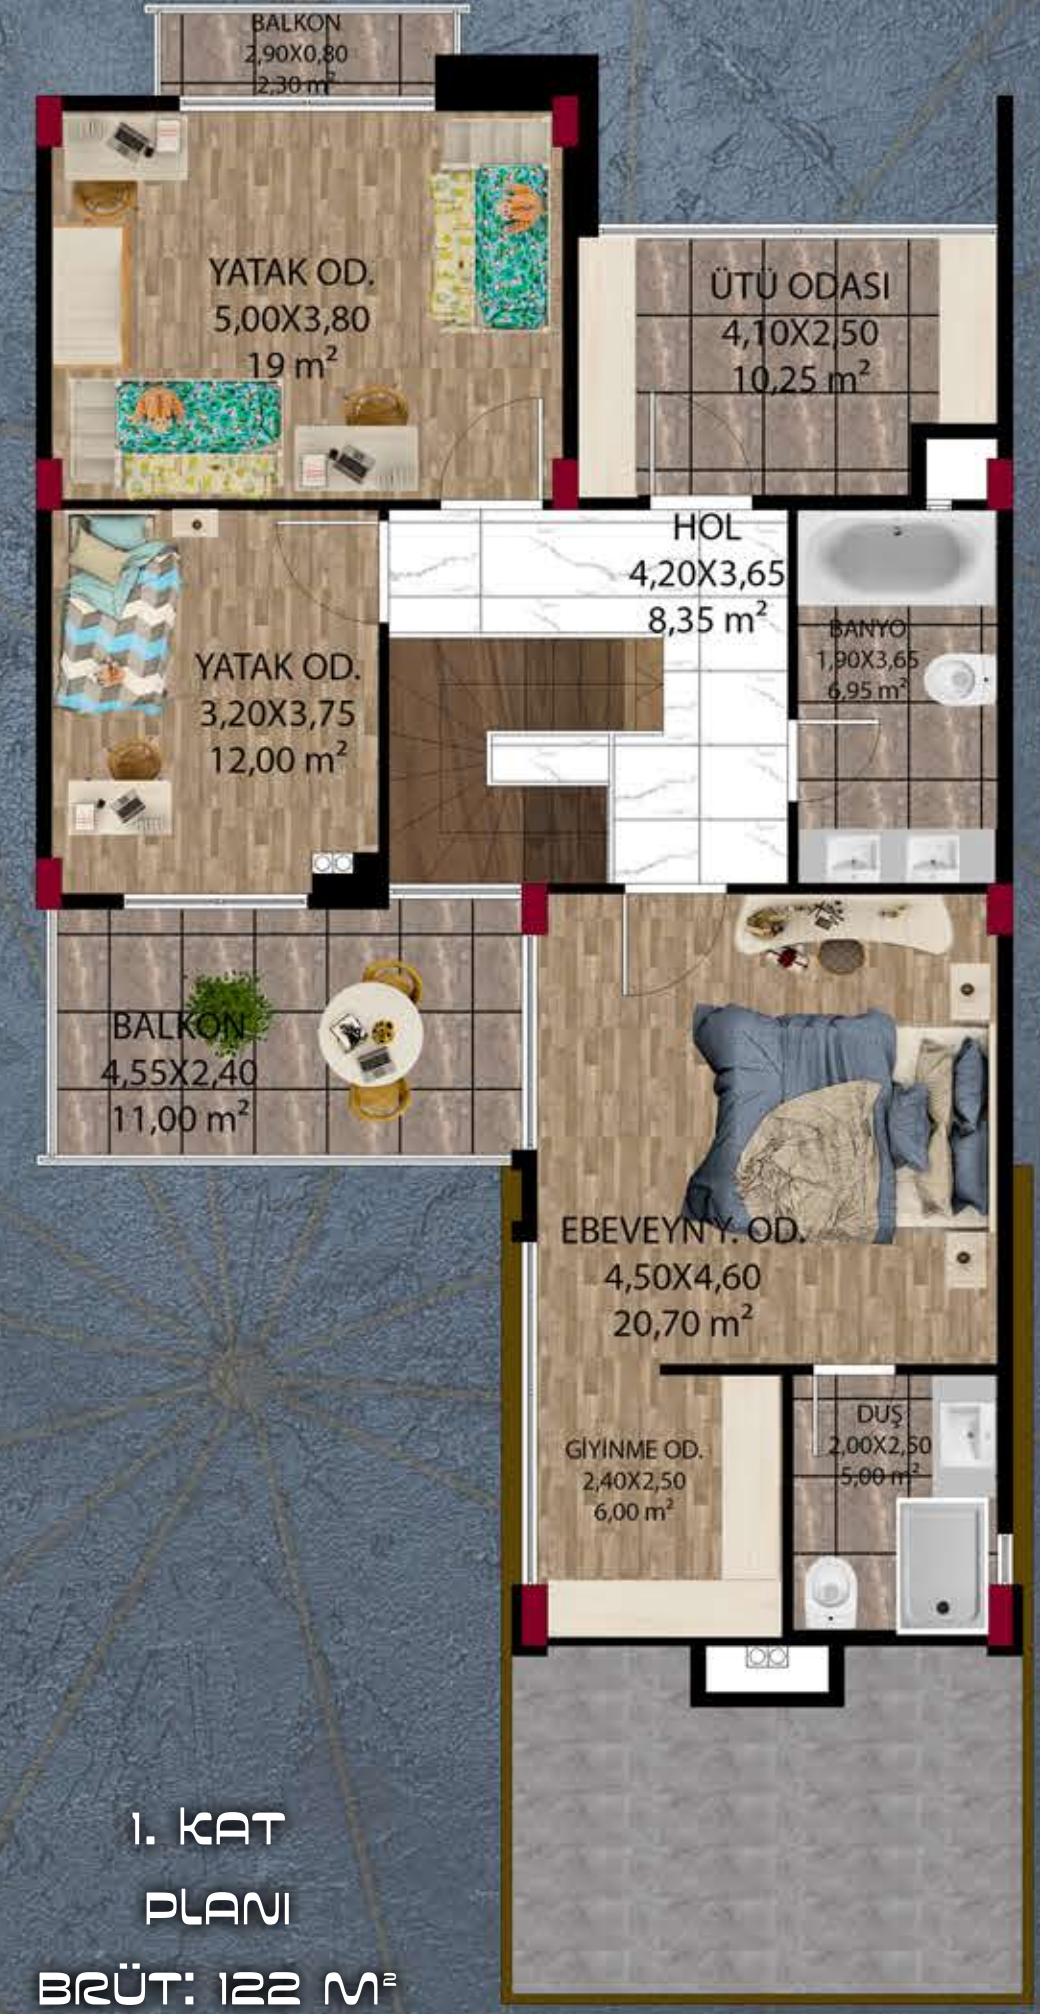 BALKON
2,90X0,80
2,30 m²
YATAK OD.
5,00X3,80
19 m²
ÜTÜ ODASI
4,10X2,50
10,25 m²
HOL
4,20X3,65
8,35 m²
BANYO
1,90X3,65
6,95 m²
YATAK OD.
3,20X3,75
12,00 m²
BALKON
4,55X2,40
11,00 m²
EBEVEYN Y. OD.
4,50X4,60
20,70 m²
GİYİNME OD.
2,40X2,50
6,00 m²
DUŞ
2,00X2,50
5,00 m²
1. KAT
PLANI
BRÜT: 122 M²